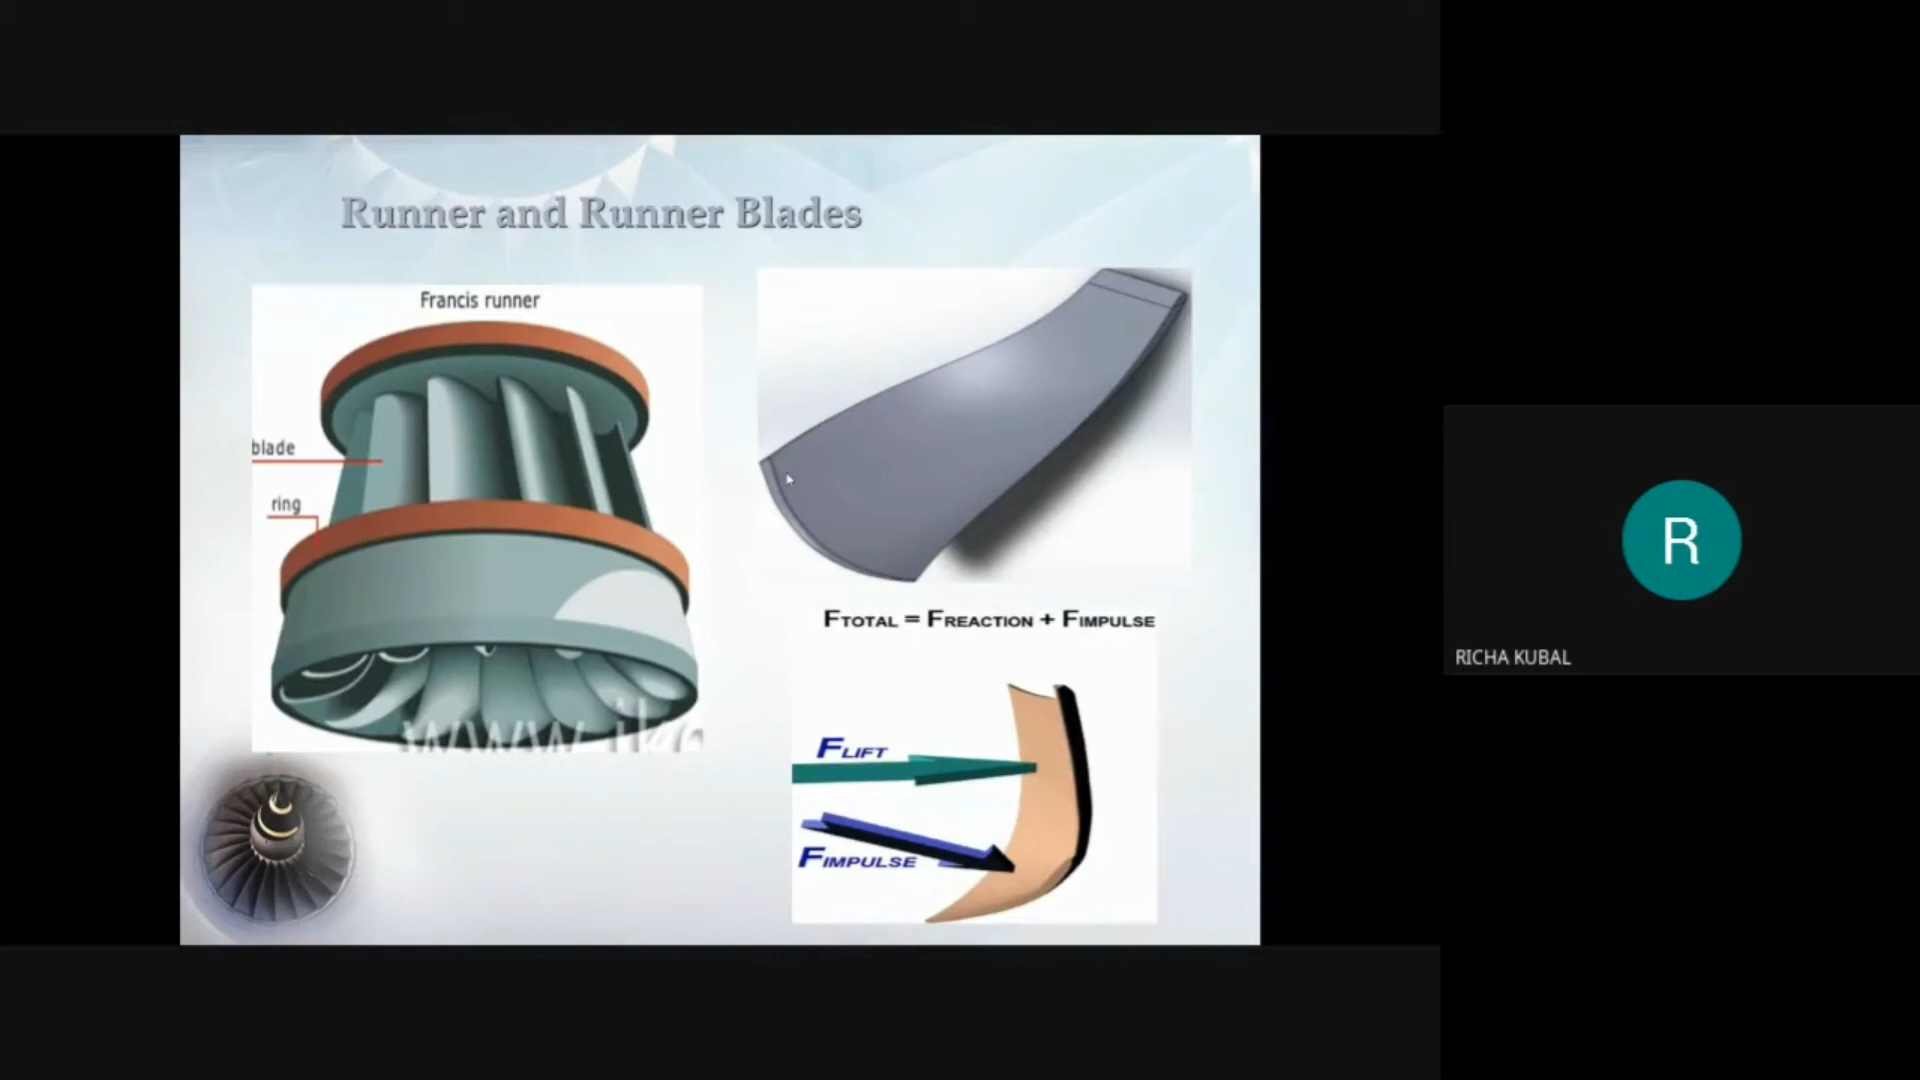 Runner and Runner Blades
Francis runner
blade
ring
FTOTAL = FREACTION + FIMPULSE
FLIFT
FIMPULSE
R
RICHA KUBAL